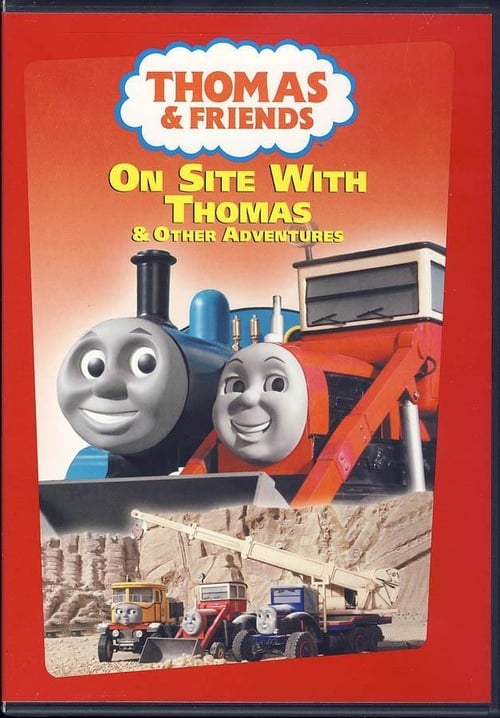 THOMAS
& FRIENDS
ON SITE WITH
THOMAS
& OTHER ADVENTURES